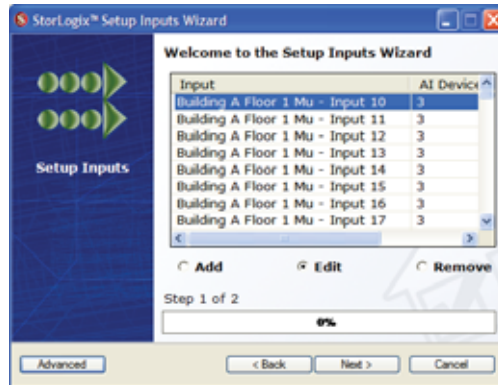 StorLogix™ Setup Inputs Wizard
Welcome to the Setup Inputs Wizard
Input AI Device
Building A Floor 1 Mu - Input 10 3
Building A Floor 1 Mu - Input 11 3
Building A Floor 1 Mu - Input 12 3
Building A Floor 1 Mu - Input 13 3
Building A Floor 1 Mu - Input 14 3
Building A Floor 1 Mu - Input 15 3
Building A Floor 1 Mu - Input 16 3
Building A Floor 1 Mu - Input 17 3
Setup Inputs
Add Edit Remove
Step 1 of 2
0%
Advanced < Back Next > Cancel